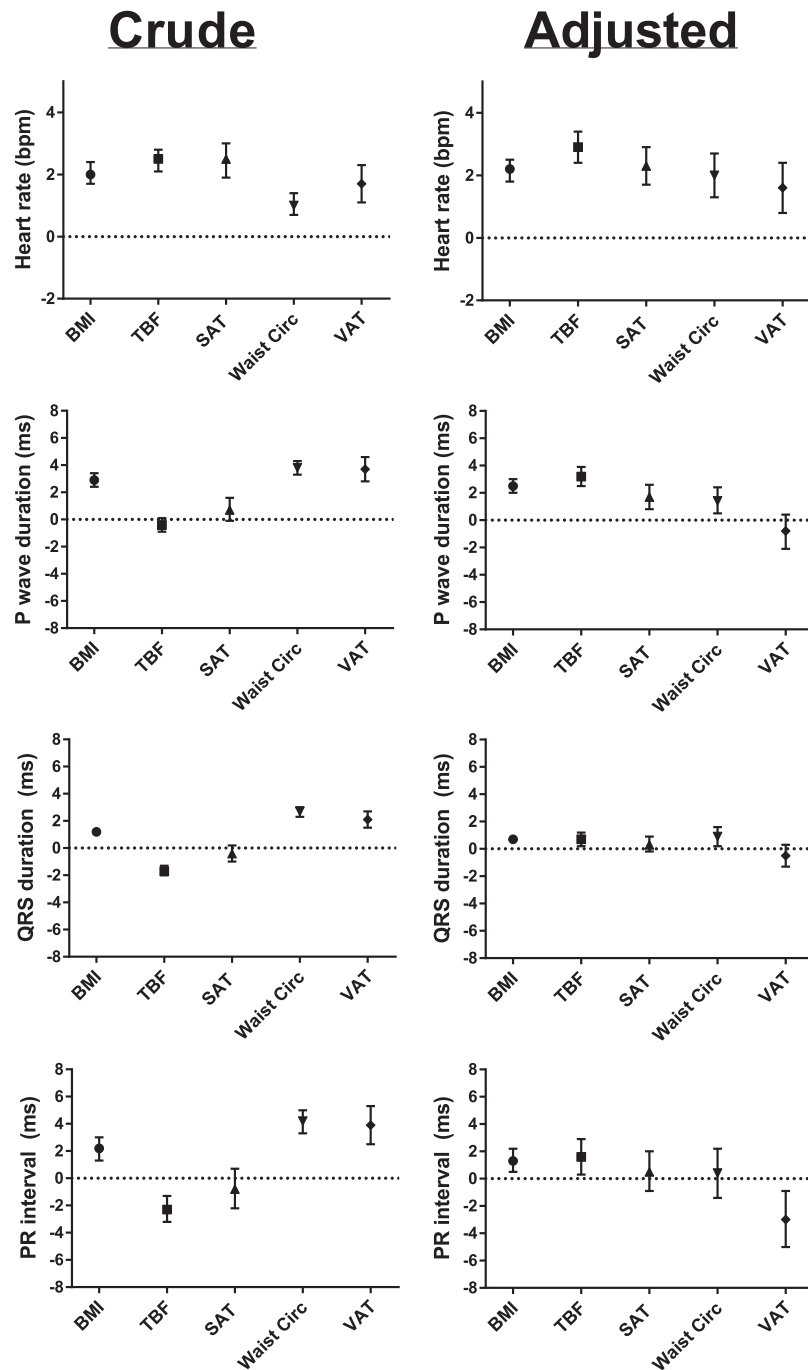 Crude
Adjusted
Heart rate (bpm)
4
2
0
-2
BMI
TBF
SAT
Waist Circ
VAT
Heart rate (bpm)
4
2
0
-2
BMI
TBF
SAT
Waist Circ
VAT
P wave duration (ms)
8
6
4
2
0
-2
-4
-6
-8
BMI
TBF
SAT
Waist Circ
VAT
P wave duration (ms)
8
6
4
2
0
-2
-4
-6
-8
BMI
TBF
SAT
Waist Circ
VAT
QRS duration (ms)
8
6
4
2
0
-2
-4
-6
-8
BMI
TBF
SAT
Waist Circ
VAT
QRS duration (ms)
8
6
4
2
0
-2
-4
-6
-8
BMI
TBF
SAT
Waist Circ
VAT
PR interval (ms)
8
6
4
2
0
-2
-4
-6
-8
BMI
TBF
SAT
Waist Circ
VAT
PR interval (ms)
8
6
4
2
0
-2
-4
-6
-8
BMI
TBF
SAT
Waist Circ
VAT